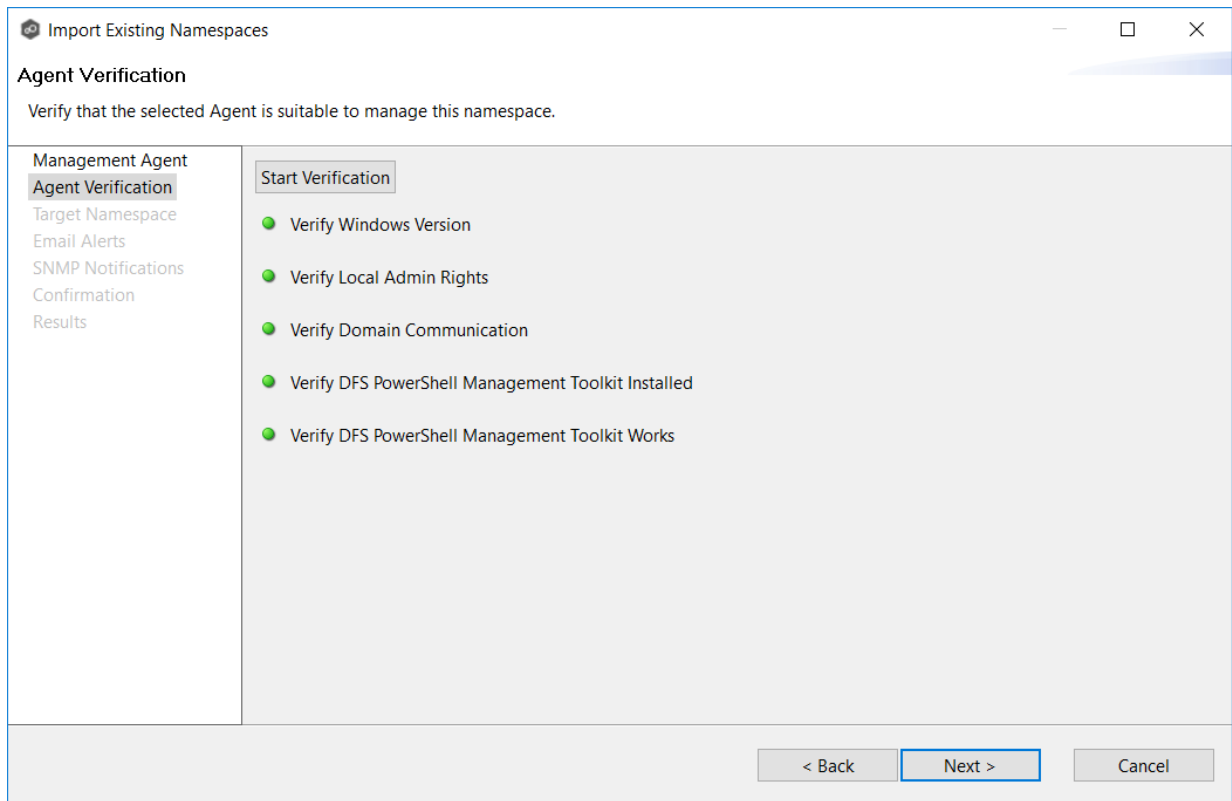 Import Existing Namespaces
Agent Verification
Verify that the selected Agent is suitable to manage this namespace.
Management Agent
Agent Verification
Target Namespace
Email Alerts
SNMP Notifications
Confirmation
Results
Start Verification
Verify Windows Version
Verify Local Admin Rights
Verify Domain Communication
Verify DFS PowerShell Management Toolkit Installed
Verify DFS PowerShell Management Toolkit Works
< Back
Next >
Cancel